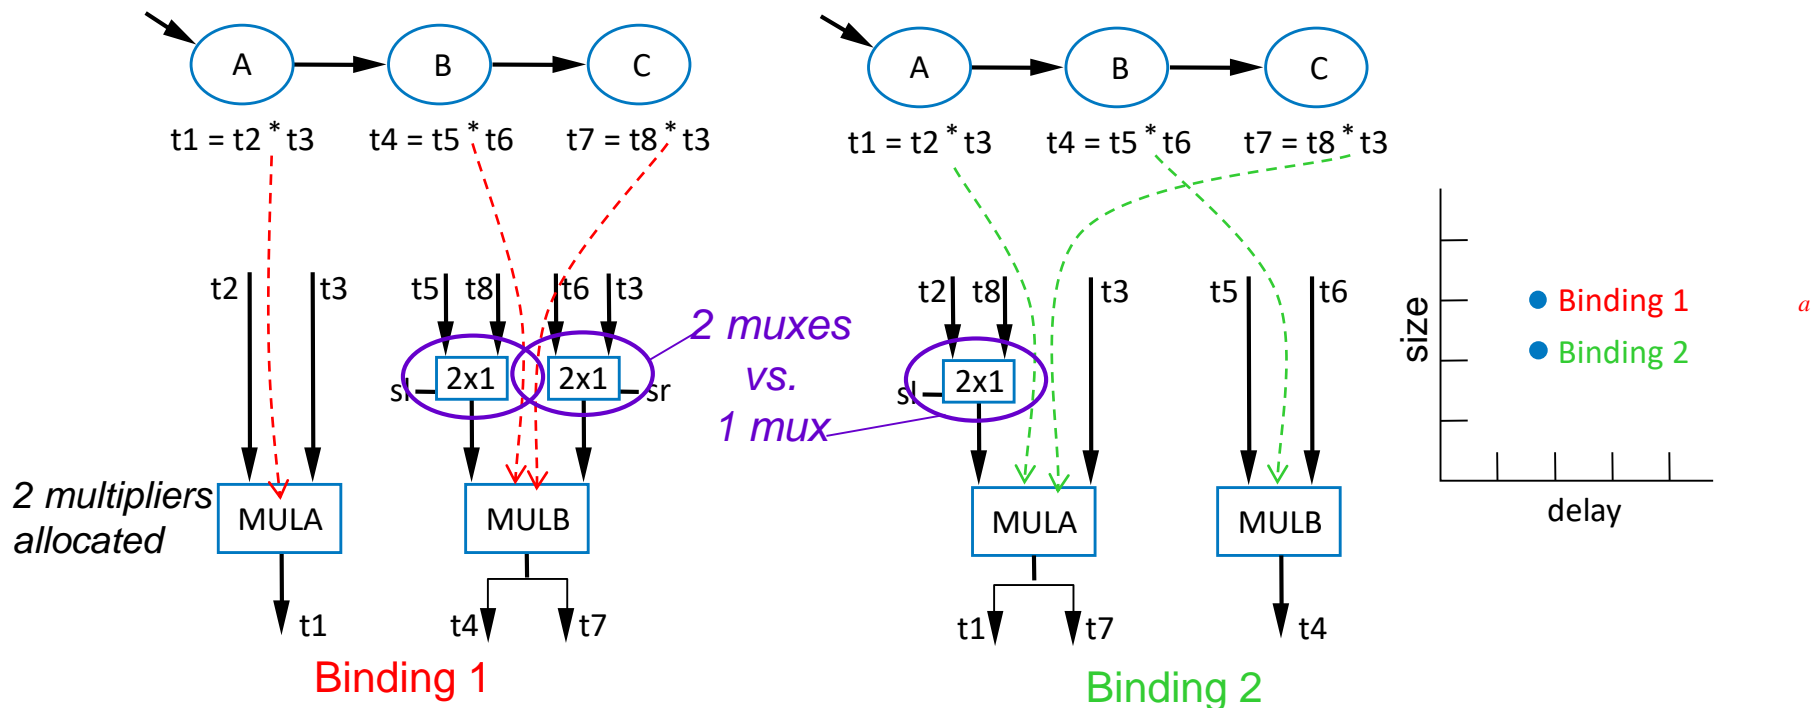 A
B
C
t1 = t2 * t3
t4 = t5 * t6
t7 = t8 * t3
t2
t3
t5
t8
t6
t3
2x1
2x1
sl
sr
MULA
MULB
2 multipliers
allocated
t1
t4
t7
Binding 1
2 muxes
vs.
1 mux
A
B
C
t1 = t2 * t3
t4 = t5 * t6
t7 = t8 * t3
t2
t8
t3
t5
t6
2x1
sl
MULA
MULB
t1
t7
t4
Binding 2
size
Binding 1
Binding 2
delay
a